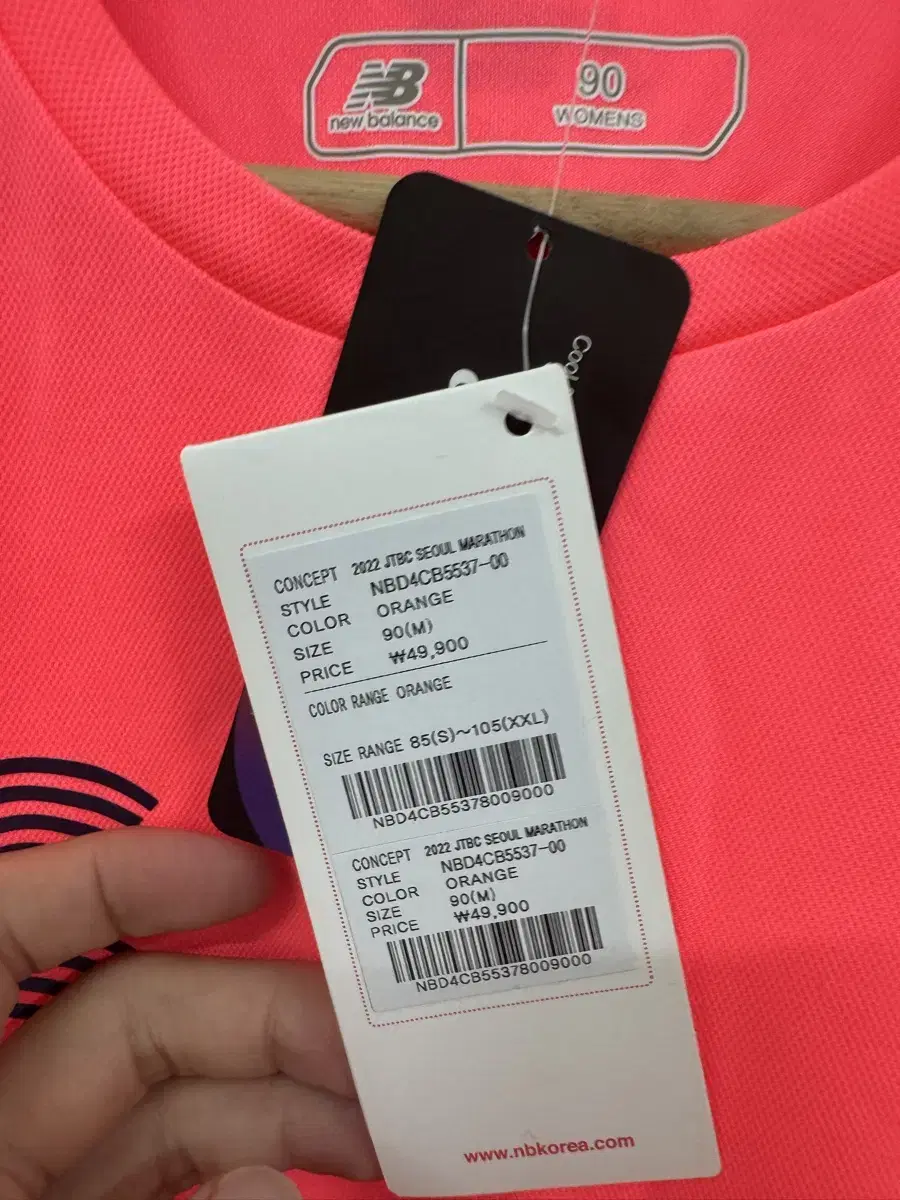 NB
new balance
90
WOMENS
Cool
CONCEPT 2022 JTBC SEOUL MARATHON
STYLE NBD4CB5537-00
COLOR ORANGE
SIZE 90(M)
PRICE ₩49,900
COLOR RANGE ORANGE
SIZE RANGE 85(S)~105(XXL)
NBD4CB55378009000
CONCEPT 2022 JTBC SEOUL MARATHON
STYLE NBD4CB5537-00
COLOR ORANGE
SIZE 90(M)
PRICE ₩49,900
NBD4CB55378009000
www.nbkorea.com